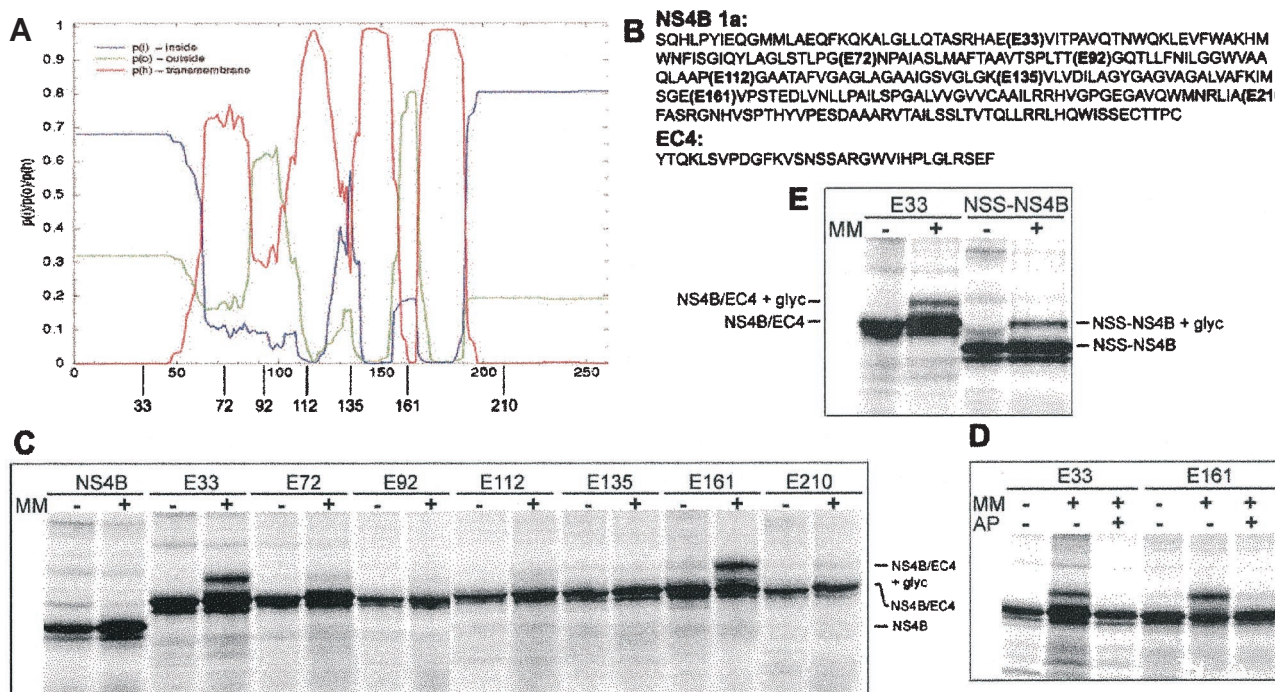 A
p(i) – inside
p(o) – outside
p(h) – transmembrane
p(i)/p(o)/p(h)
1
0.9
0.8
0.7
0.6
0.5
0.4
0.3
0.2
0.1
0
0 50 100 150 200 250
33 72 92 112 135 161 210
B
NS4B 1a:
SQHLPYIEQGMMLAEQFKQKALGLLQTASRHAE(E33)VITPAVQTNWQKLEVFWAKHM
WNFISGIQYLAGLSTLPG(E72)NPAIASLMAFTAAVTSPLTT(E92)GQTLLFNILGGWVAA
QLAAP(E112)GAATAFVGAGLAGAAIGSVGLGK(E135)VLVDILAGYGAGVAGALVAFKIM
SGE(E161)VPSTEDLVNLLPAILSPGALVVGVVCAAILRRHVGPGEGAVQWMNRLIA(E210
FASRGNHVSPTHYVPESDAAARVTAILSSLTVTQLLRRLHQWISSECTTPC
EC4:
YTQKLSVPDGFKVSNSSARGWVIHPLGLRSEF
E
E33 NSS-NS4B
MM - + - +
NS4B/EC4 + glyc
NS4B/EC4
NSS-NS4B + glyc
NSS-NS4B
C
NS4B E33 E72 E92 E112 E135 E161 E210
MM - + - + - + - + - + - + - + - +
NS4B/EC4
+ glyc
NS4B/EC4
NS4B
D
E33 E161
MM - + + - + +
AP - - + - - +